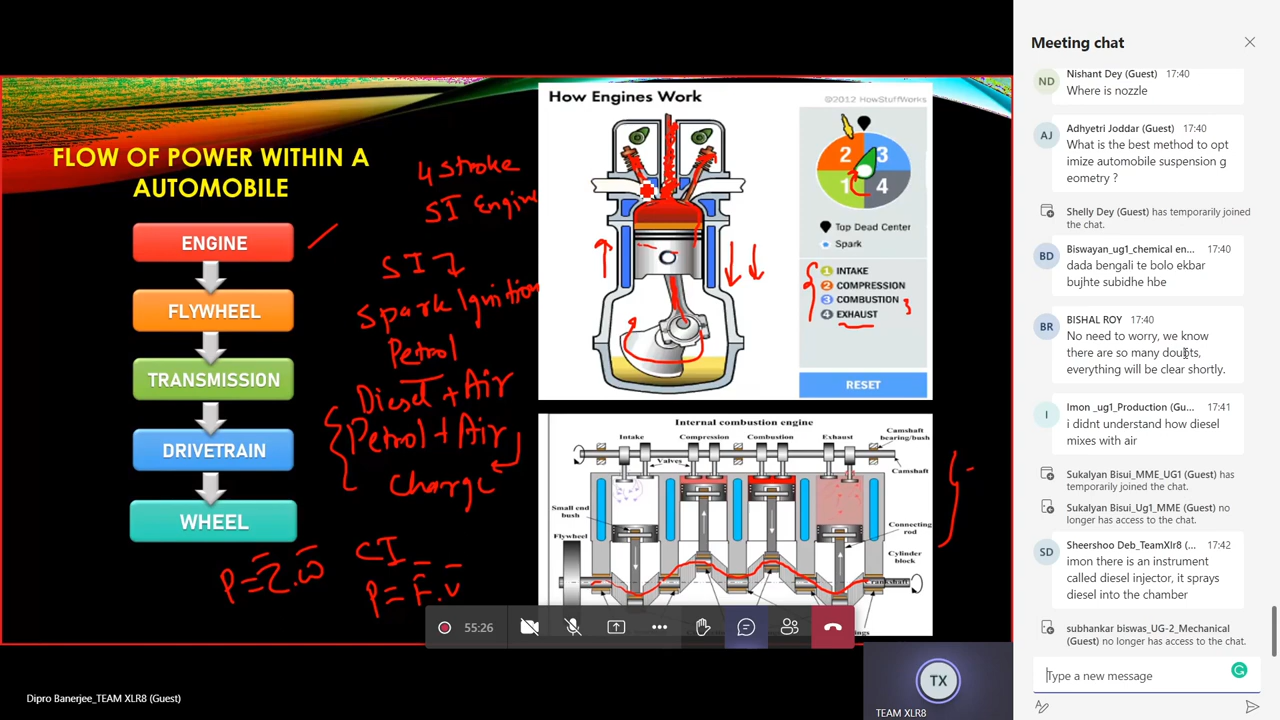 FLOW OF POWER WITHIN A
AUTOMOBILE
ENGINE
FLYWHEEL
TRANSMISSION
DRIVETRAIN
WHEEL
4 Stroke
SI Engine
SI
Spark Ignition
Petrol
Diesel + Air
Petrol + Air
Charge
CI
P = τ.ω
P = F.v
How Engines Work
©2012 HowStuffWorks
2
3
1
4
Top Dead Center
Spark
1 INTAKE
2 COMPRESSION
3 COMBUSTION
4 EXHAUST
RESET
Internal combustion engine
Intake
Compression
Combustion
Exhaust
Camshaft
bearing/bush
Camshaft
Valves
Small end
bush
Flywheel
Connecting
rod
Cylinder
block
Crankshaft
55:26
TX
TEAM XLR8
Dipro Banerjee_TEAM XLR8 (Guest)
Meeting chat
ND
Nishant Dey (Guest) 17:40
Where is nozzle
AJ
Adhyetri Joddar (Guest) 17:40
What is the best method to opt
imize automobile suspension g
eometry ?
Shelly Dey (Guest) has temporarily joined
the chat.
BD
Biswayan_ug1_chemical en... 17:40
dada bengali te bolo ekbar
bujhte subidhe hbe
BR
BISHAL ROY 17:40
No need to worry, we know
there are so many doubts,
everything will be clear shortly.
I
Imon _ug1_Production (Gu... 17:41
i didnt understand how diesel
mixes with air
Sukalyan Bisui_MME_UG1 (Guest) has
temporarily joined the chat.
Sukalyan Bisui_Ug1_MME (Guest) no
longer has access to the chat.
SD
Sheershoo Deb_TeamXlr8 (... 17:42
imon there is an instrument
called diesel injector, it sprays
diesel into the chamber
subhankar biswas_UG-2_Mechanical
(Guest) no longer has access to the chat.
Type a new message